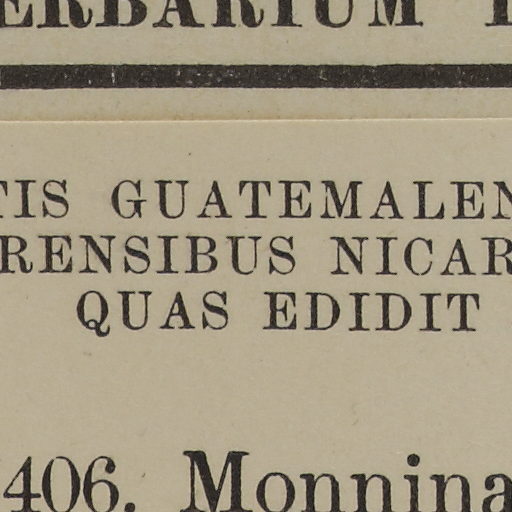 ERBARIUM
TIS GUATEMALEN
RENSIBUS NICAR
QUAS EDIDIT
406. Monnina